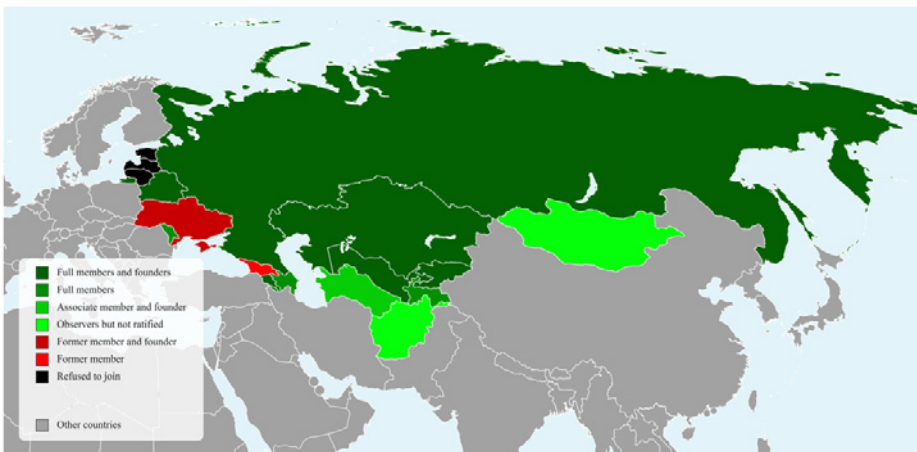 Full members and founders
Full members
Associate member and founder
Observers but not ratified
Former member and founder
Former member
Refused to join
Other countries